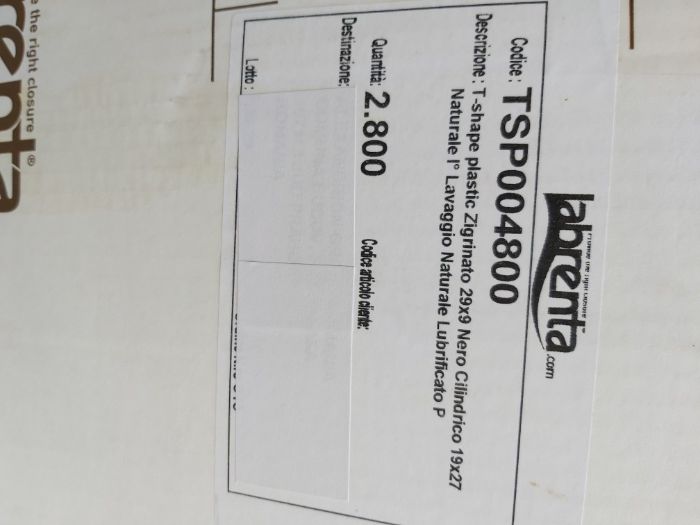 labrenta
.com
Codice : TSP004800
Descrizione : T-shape plastic Zigrinato 29x9 Nero Cilindrico 19x27
Naturale I° Lavaggio Naturale Lubrificato P
Quantità: 2.800 Codice articolo cliente:
Destinazione:
Lotto :
the right closure®
enta